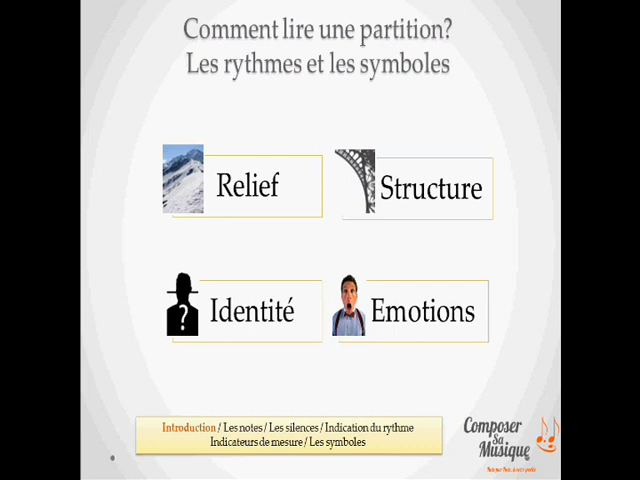 Comment lire une partition?
Les rythmes et les symboles
Relief
Structure
Identité
?
Emotions
Introduction / Les notes / Les silences / Indication du rythme
Indicateurs de mesure / Les symboles
Composer
Sa
Musique